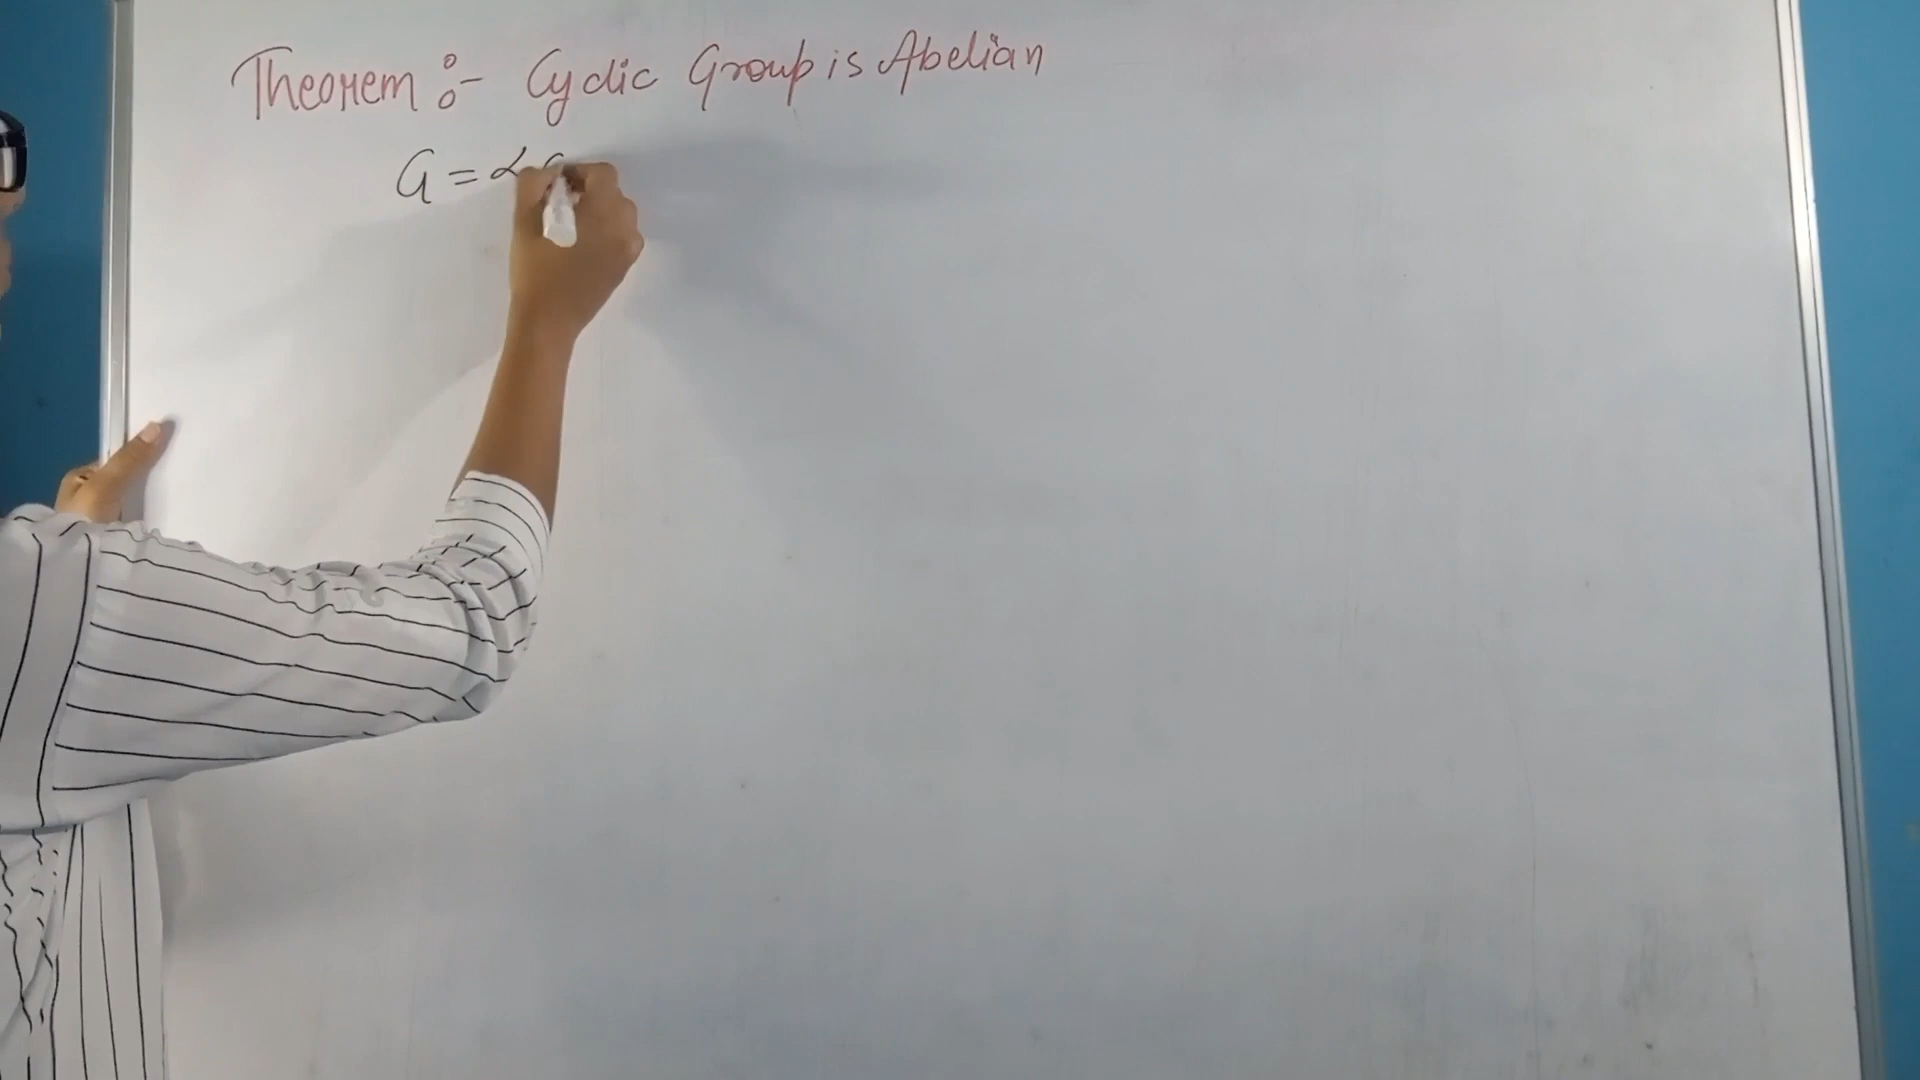 Theorem :- Cyclic Group is Abelian
G = <